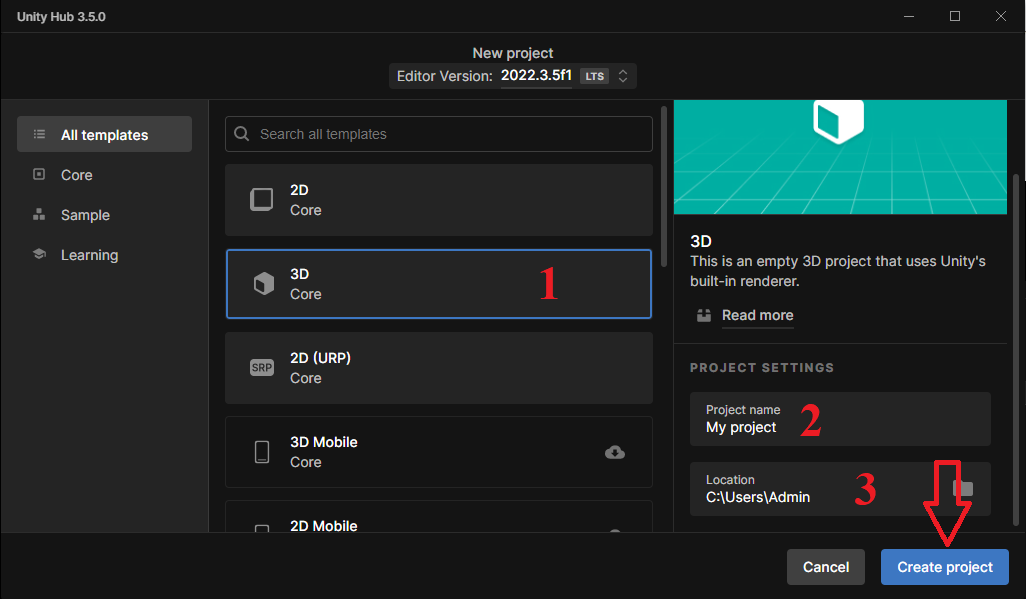 Unity Hub 3.5.0
New project
Editor Version: 2022.3.5f1 LTS
All templates
Core
Sample
Learning
Search all templates
2D
Core
3D
Core
1
SRP
2D (URP)
Core
3D Mobile
Core
2D Mobile
3D
This is an empty 3D project that uses Unity's
built-in renderer.
Read more
PROJECT SETTINGS
Project name
My project
2
Location
C:\Users\Admin
3
Cancel
Create project